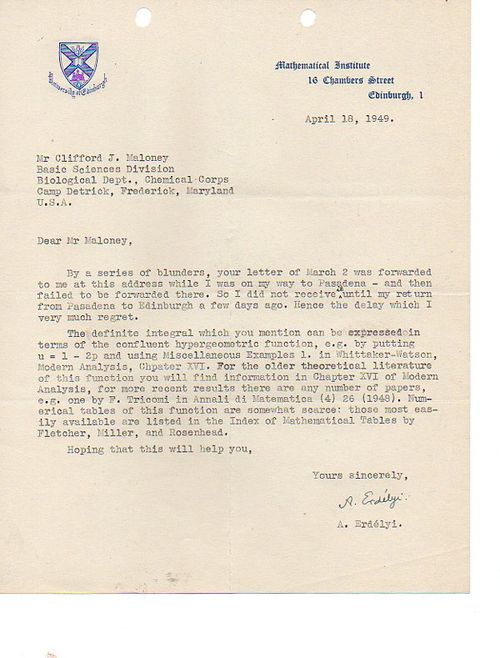 Mathematical Institute
16 Chambers Street
Edinburgh, 1
University of Edinburgh
April 18, 1949.
Mr Clifford J. Maloney
Basic Sciences Division
Biological Dept., Chemical Corps
Camp Detrick, Frederick, Maryland
U.S.A.
Dear Mr Maloney,
By a series of blunders, your letter of March 2 was forwarded
to me at this address while I was on my way to Pasadena - and then
failed to be forwarded there. So I did not receive until my return
from Pasadena to Edinburgh a few days ago. Hence the delay which I
very much regret.
The definite integral which you mention can be expressed in
terms of the confluent hypergeometric function, e.g. by putting
u = 1 - 2p and using Miscellaneous Examples 1. in Whittaker-Watson,
Modern Analysis, Chpater XVI. For the older theoretical literature
of this function you will find information in Chapter XVI of Modern
Analysis, for more recent results there are any number of papers,
e.g. one by F. Tricomi in Annali di Matematica (4) 26 (1948). Num-
erical tables of this function are somewhat scarce: those most eas-
ily available are listed in the Index of Mathematical Tables by
Fletcher, Miller, and Rosenhead.
Hoping that this will help you,
Yours sincerely,
A. Erdélyi.
A. Erdélyi.